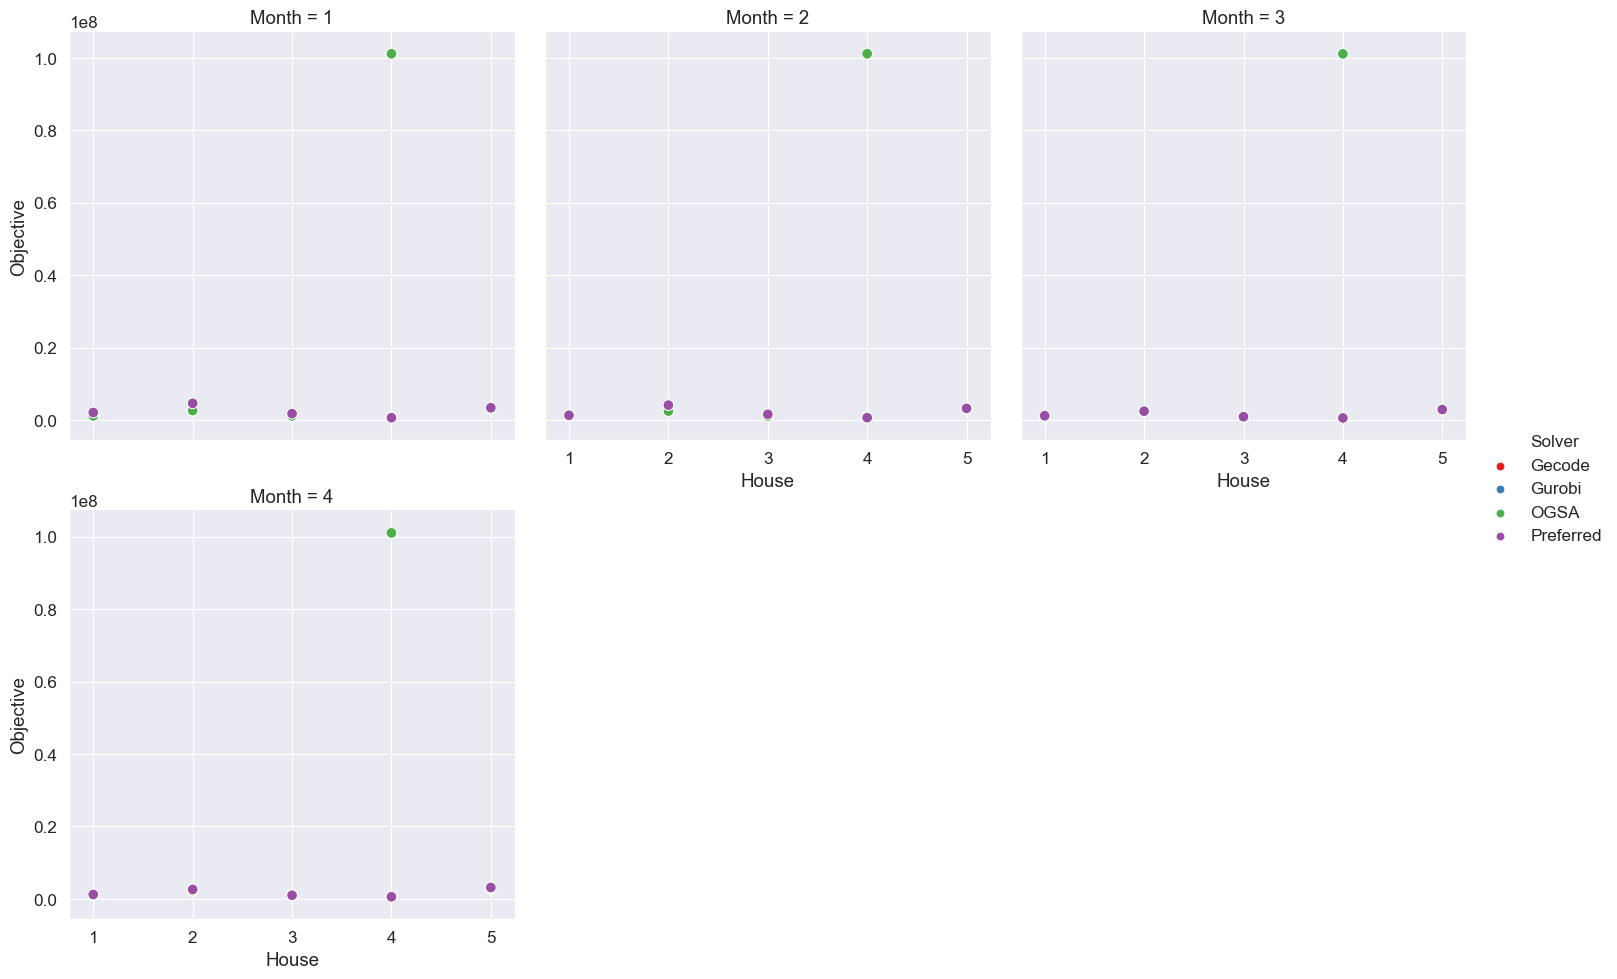 Month = 1
Month = 2
Month = 3
1e8
1.0
0.8
0.6
0.4
0.2
0.0
Objective
1 2 3 4 5
House
1 2 3 4 5
House
Solver
Gecode
Gurobi
OGSA
Preferred
Month = 4
1e8
1.0
0.8
0.6
0.4
0.2
0.0
Objective
1 2 3 4 5
House